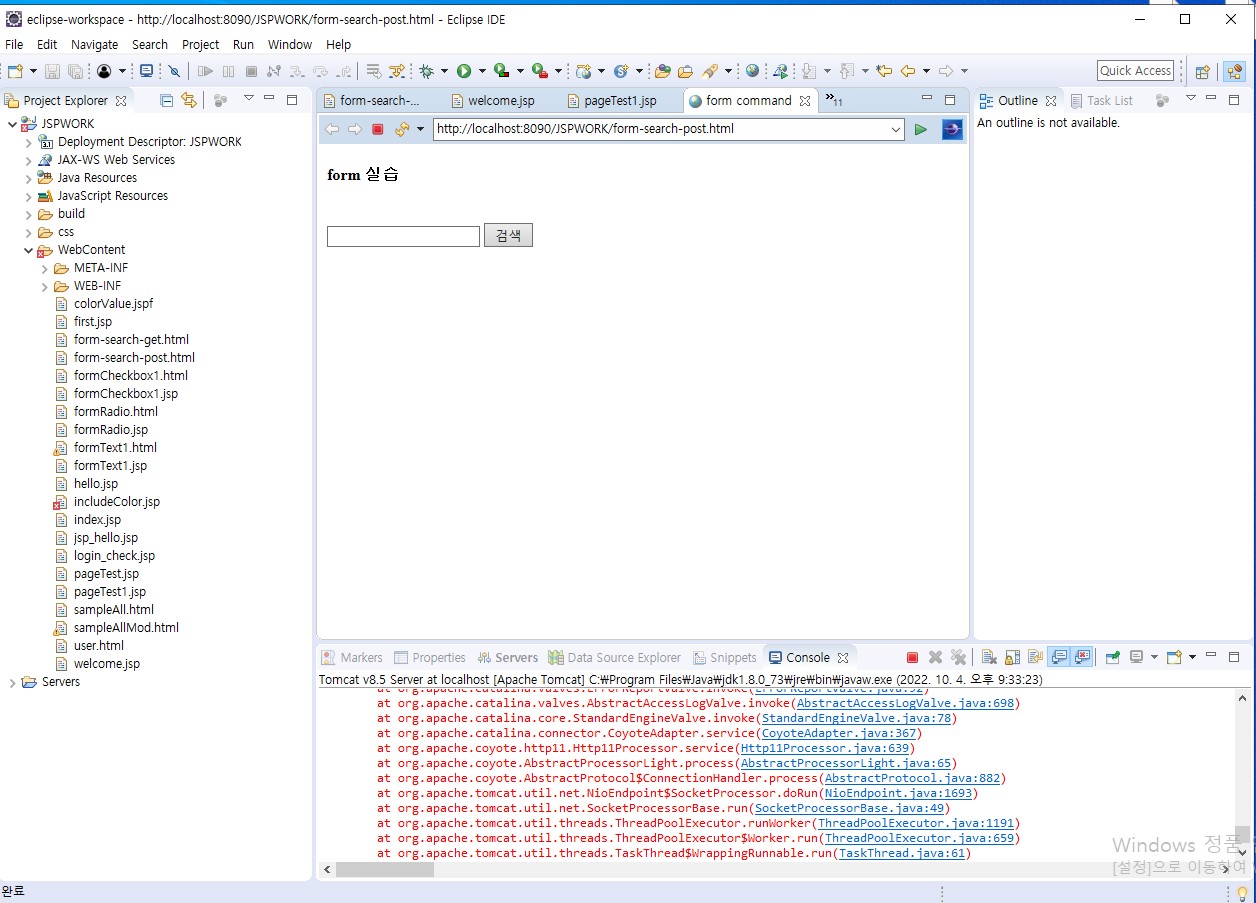 eclipse-workspace - http://localhost:8090/JSPWORK/form-search-post.html - Eclipse IDE
File Edit Navigate Search Project Run Window Help
Quick Access
Project Explorer
JSPWORK
Deployment Descriptor: JSPWORK
JAX-WS Web Services
Java Resources
JavaScript Resources
build
css
WebContent
META-INF
WEB-INF
colorValue.jspf
first.jsp
form-search-get.html
form-search-post.html
formCheckbox1.html
formCheckbox1.jsp
formRadio.html
formRadio.jsp
formText1.html
formText1.jsp
hello.jsp
includeColor.jsp
index.jsp
jsp_hello.jsp
login_check.jsp
pageTest.jsp
pageTest1.jsp
sampleAll.html
sampleAllMod.html
user.html
welcome.jsp
Servers
form-search-... welcome.jsp pageTest1.jsp form command »11
http://localhost:8090/JSPWORK/form-search-post.html
form 실습
검색
Outline Task List
An outline is not available.
Markers Properties Servers Data Source Explorer Snippets Console
Tomcat v8.5 Server at localhost [Apache Tomcat] C:₩Program Files₩Java₩jdk1.8.0_73₩jre₩bin₩javaw.exe (2022. 10. 4. 오후 9:33:23)
at org.apache.catalina.valves.ErrorReportValve.invoke(ErrorReportValve.java:92)
at org.apache.catalina.valves.AbstractAccessLogValve.invoke(AbstractAccessLogValve.java:698)
at org.apache.catalina.core.StandardEngineValve.invoke(StandardEngineValve.java:78)
at org.apache.catalina.connector.CoyoteAdapter.service(CoyoteAdapter.java:367)
at org.apache.coyote.http11.Http11Processor.service(Http11Processor.java:639)
at org.apache.coyote.AbstractProcessorLight.process(AbstractProcessorLight.java:65)
at org.apache.coyote.AbstractProtocol$ConnectionHandler.process(AbstractProtocol.java:882)
at org.apache.tomcat.util.net.NioEndpoint$SocketProcessor.doRun(NioEndpoint.java:1693)
at org.apache.tomcat.util.net.SocketProcessorBase.run(SocketProcessorBase.java:49)
at org.apache.tomcat.util.threads.ThreadPoolExecutor.runWorker(ThreadPoolExecutor.java:1191)
at org.apache.tomcat.util.threads.ThreadPoolExecutor$Worker.run(ThreadPoolExecutor.java:659)
at org.apache.tomcat.util.threads.TaskThread$WrappingRunnable.run(TaskThread.java:61)
Windows 정품
[설정]으로 이동하여
완료